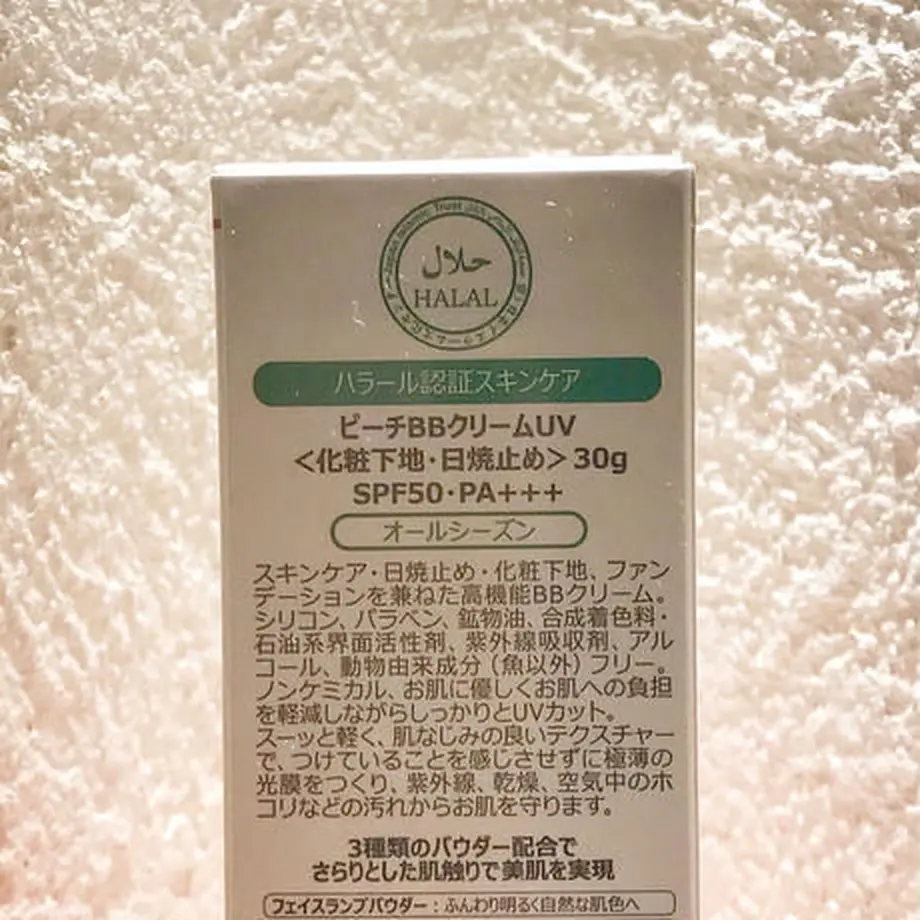 Japan Islamic Trust
حلال
HALAL
ハラール認証スキンケア
ピーチBBクリームUV
<化粧下地・日焼止め>30g
SPF50・PA+++
オールシーズン
スキンケア・日焼止め・化粧下地、ファン
デーションを兼ねた高機能BBクリーム。
シリコン、パラベン、鉱物油、合成着色料・
石油系界面活性剤、紫外線吸収剤、アル
コール、動物由来成分(魚以外)フリー。
ノンケミカル、お肌に優しくお肌への負担
を軽減しながらしっかりとUVカット。
スーッと軽く、肌なじみの良いテクスチャー
で、つけていることを感じさせずに極薄の
光膜をつくり、紫外線、乾燥、空気中のホ
コリなどの汚れからお肌を守ります。
3種類のパウダー配合で
さらりとした肌触りで美肌を実現
フェイスランプパウダー:ふんわり明るく自然な肌色へ